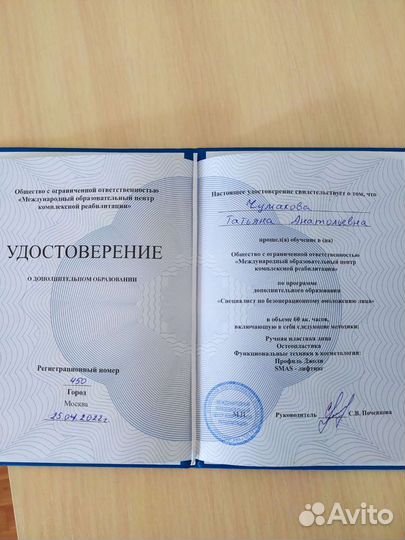 Общество с ограниченной ответственностью
«Международный образовательный центр
комплексной реабилитации»
УДОСТОВЕРЕНИЕ
О ДОПОЛНИТЕЛЬНОМ ОБРАЗОВАНИИ
Регистрационный номер
450
Город
Москва
25.04.2022г.
Настоящее удостоверение свидетельствует о том, что
Чумакова
Татьяна Анатольевна
прошел(а) обучение в (на)
Общество с ограниченной ответственностью
«Международный образовательный центр
комплексной реабилитации»
по программе
дополнительного образования
«Специалист по безоперационному омоложению лица»
в объеме 60 ак. часов,
включающую в себя следующие методики:
Ручная пластика лица
Остеопластика
Функциональные техники в косметологии:
Профиль Джоли
SMAS - лифтинг
М.П.
Руководитель С.В.
Avito